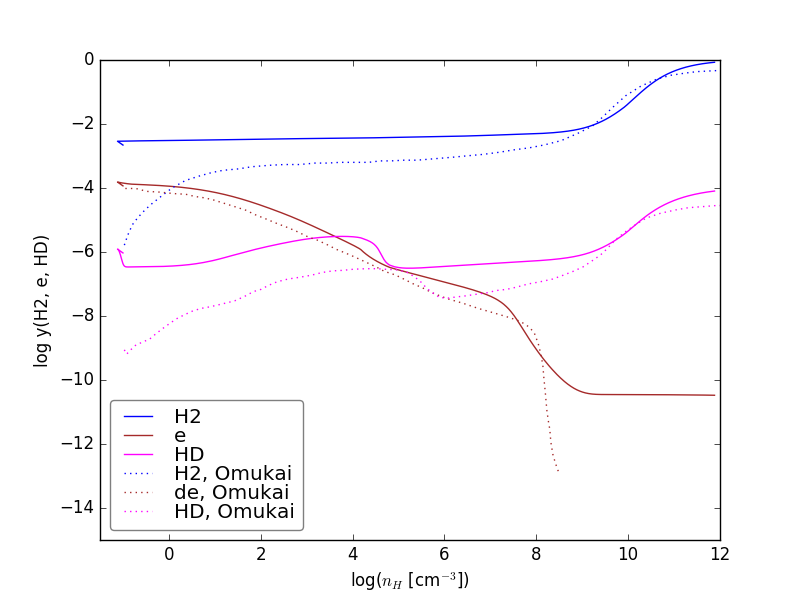 0
−2
−4
−6
−8
−10
−12
−14
log y(H2, e, HD)
H2
e
HD
H2, Omukai
de, Omukai
HD, Omukai
0 2 4 6 8 10 12
log(n_H [cm^{−3}])